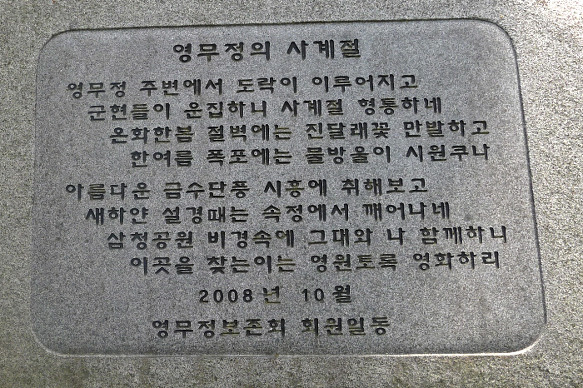 영무정의 사계절
영무정 주변에서 도락이 이루어지고
군현들이 운집하니 사계절 형통하네
온화한봄 절벽에는 진달래꽃 만발하고
한여름 폭포에는 물방울이 시원쿠나
아름다운 금수단풍 시흥에 취해보고
새하얀 설경때는 속정에서 깨어나네
삼청공원 비경속에 그대와 나 함께하니
이곳을 찾는이는 영원토록 영화하리
2008년 10월
영무정보존회 회원일동